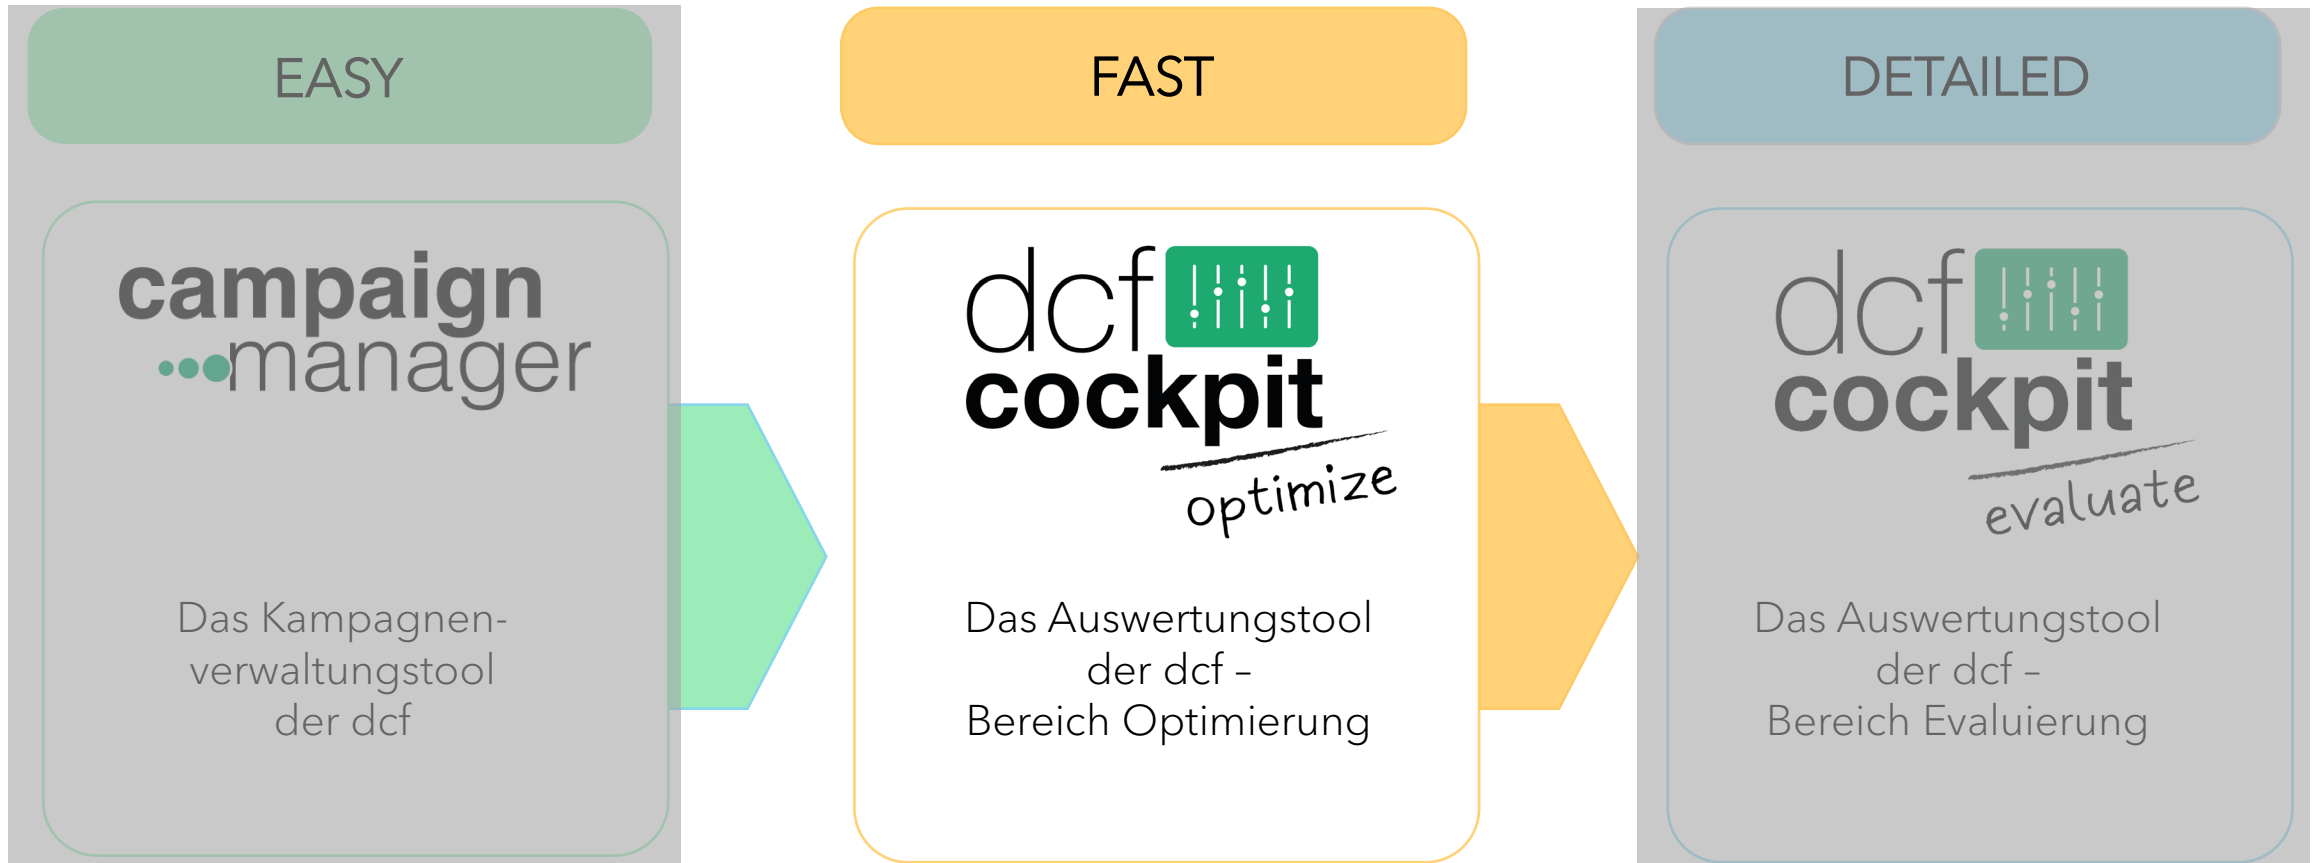 EASY
campaign
manager
Das Kampagnen-
verwaltungstool
der dcf
FAST
dcf
cockpit
optimize
Das Auswertungstool
der dcf –
Bereich Optimierung
DETAILED
dcf
cockpit
evaluate
Das Auswertungstool
der dcf –
Bereich Evaluierung